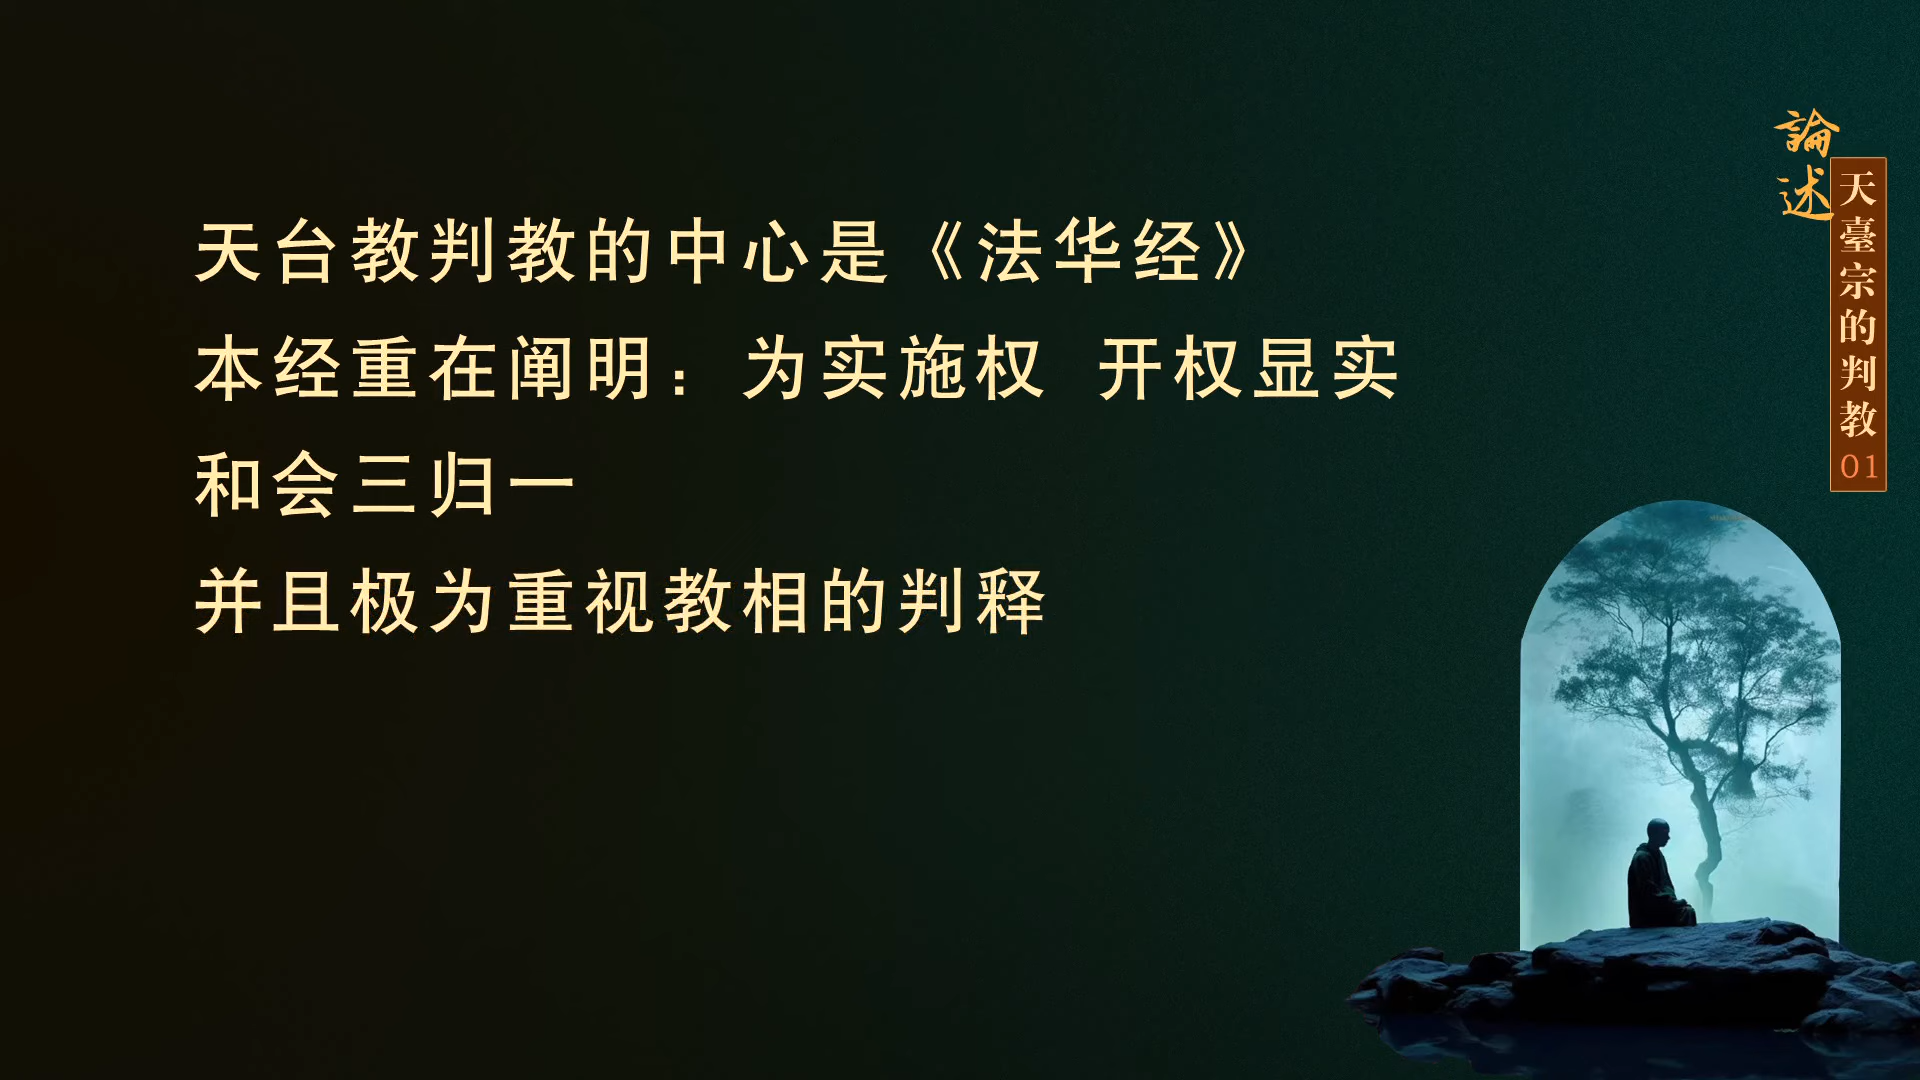 天台教判教的中心是《法华经》
本经重在阐明：为实施权 开权显实
和会三归一
并且极为重视教相的判释
論述
天臺宗的判教01